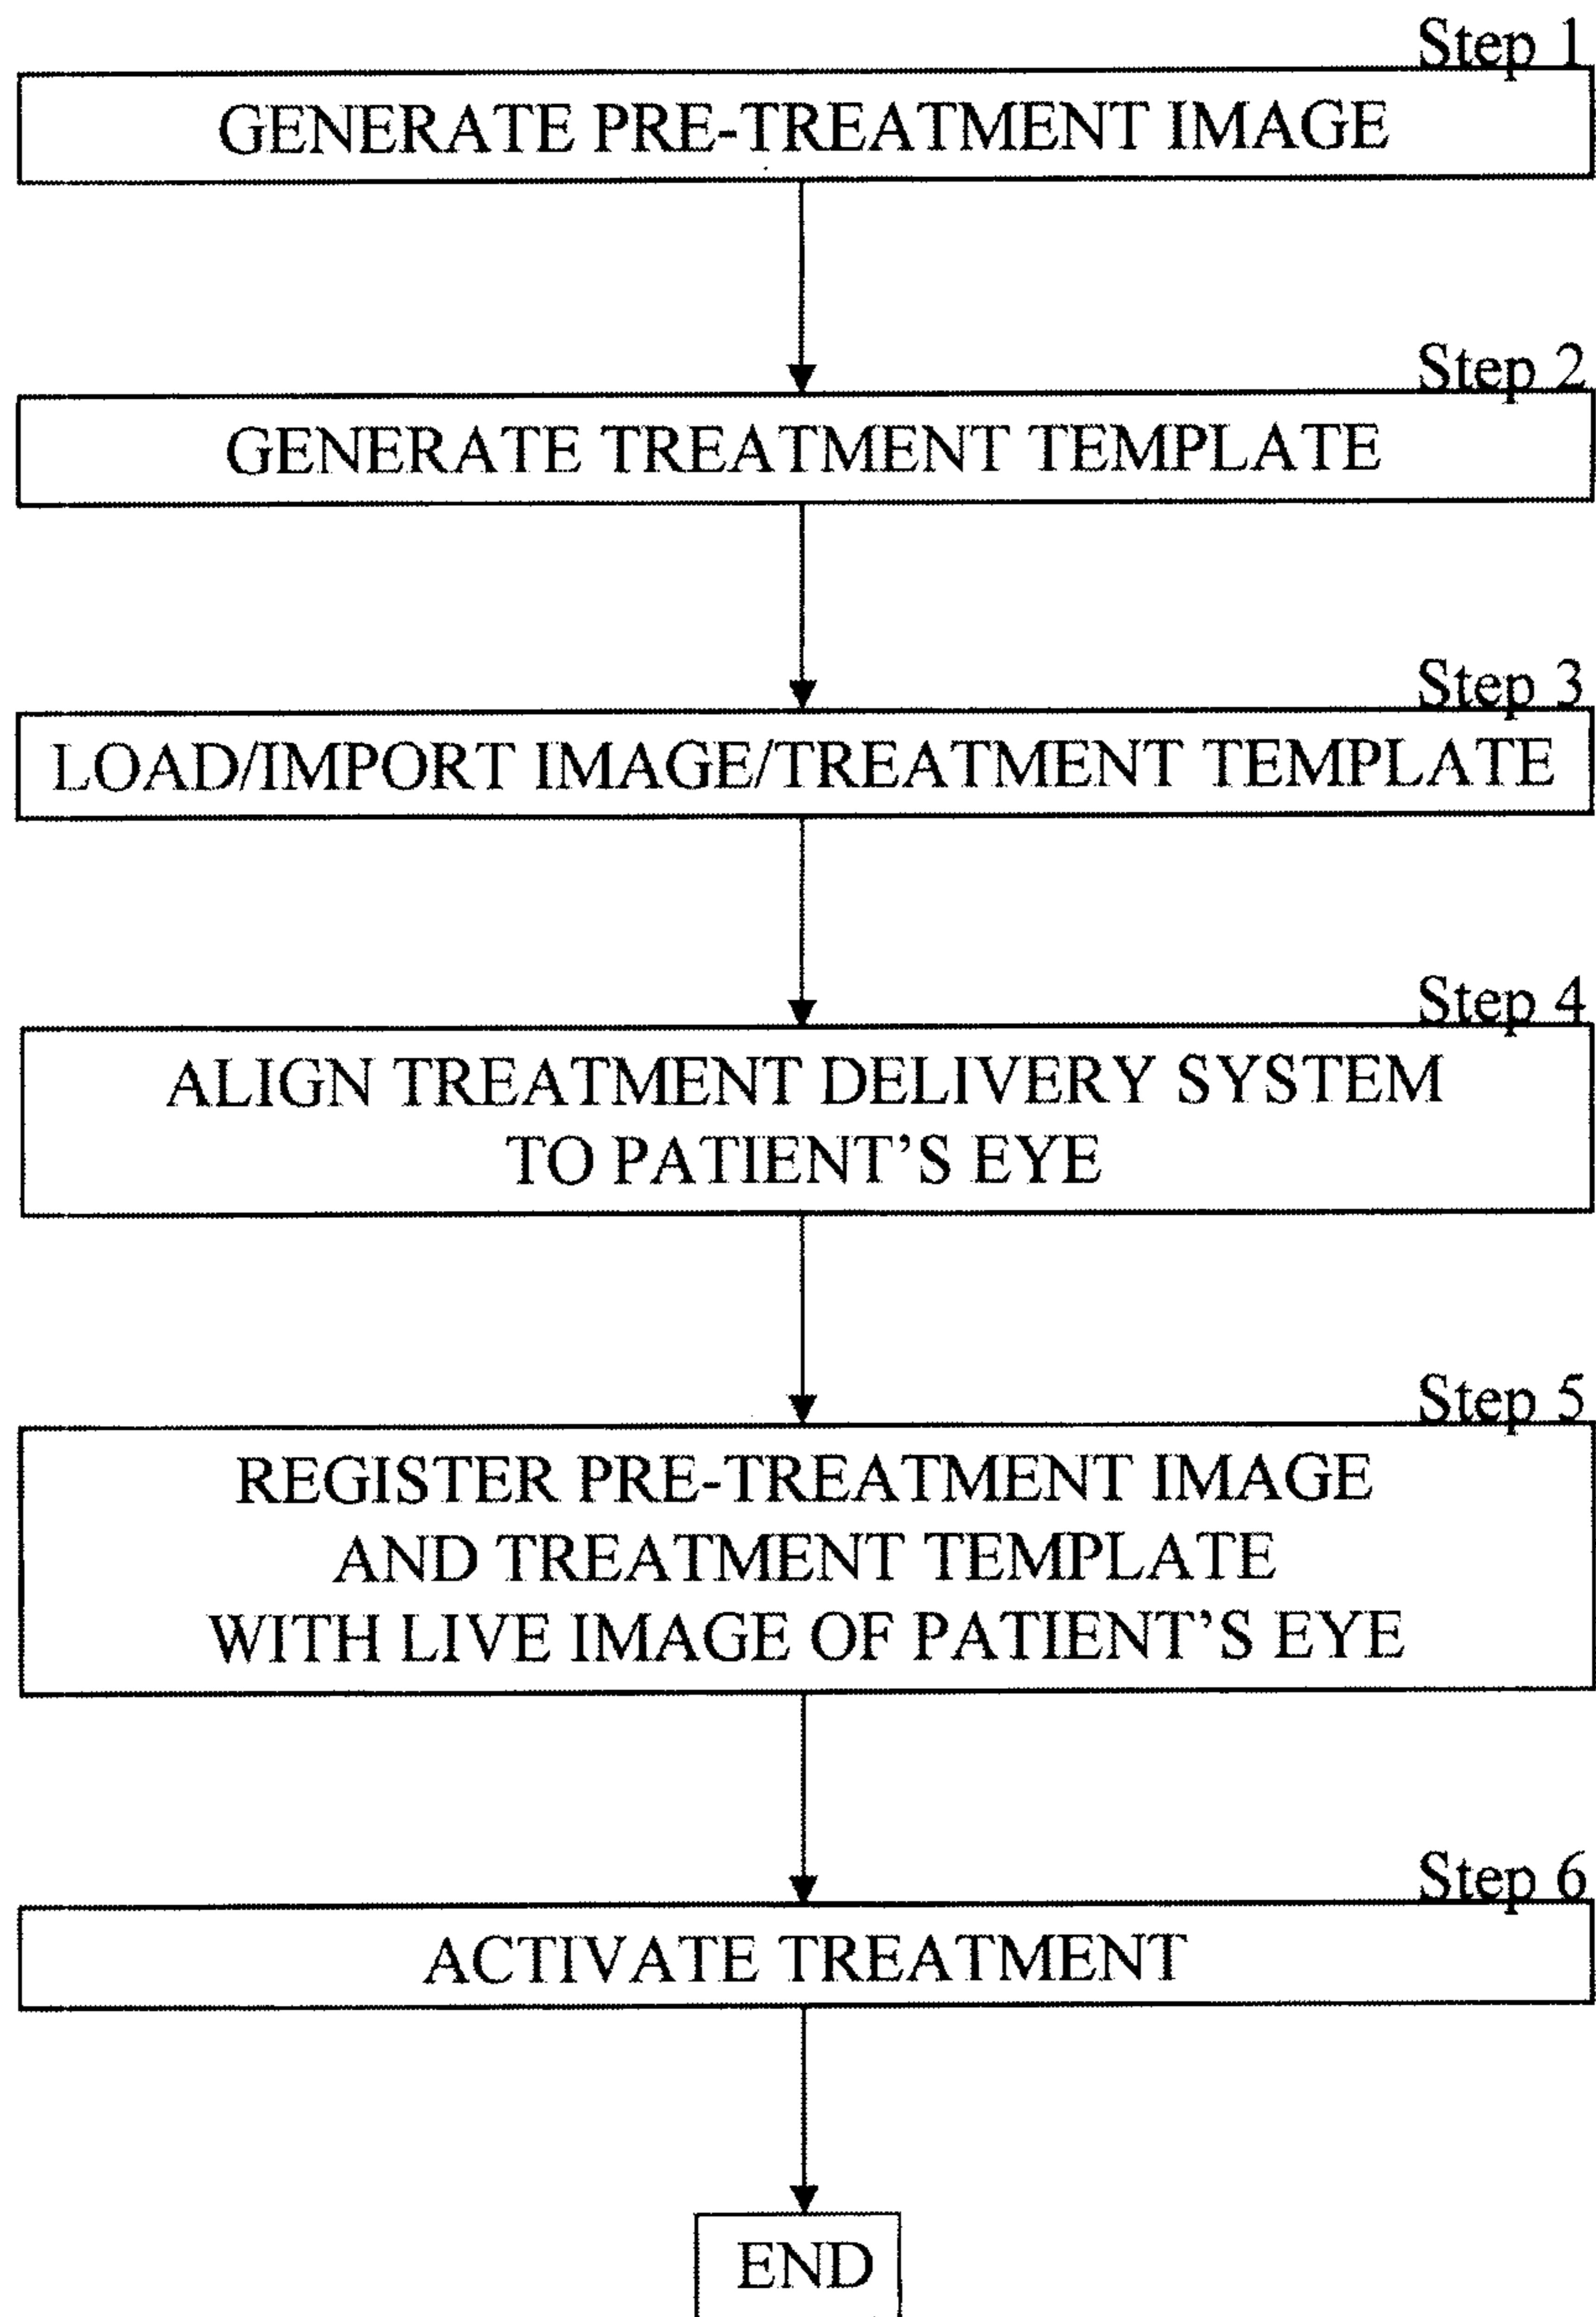 Step 1
GENERATE PRE-TREATMENT IMAGE
Step 2
GENERATE TREATMENT TEMPLATE
Step 3
LOAD/IMPORT IMAGE/TREATMENT TEMPLATE
Step 4
ALIGN TREATMENT DELIVERY SYSTEM
TO PATIENT’S EYE
Step 5
REGISTER PRE-TREATMENT IMAGE
AND TREATMENT TEMPLATE
WITH LIVE IMAGE OF PATIENT’S EYE
Step 6
ACTIVATE TREATMENT
END